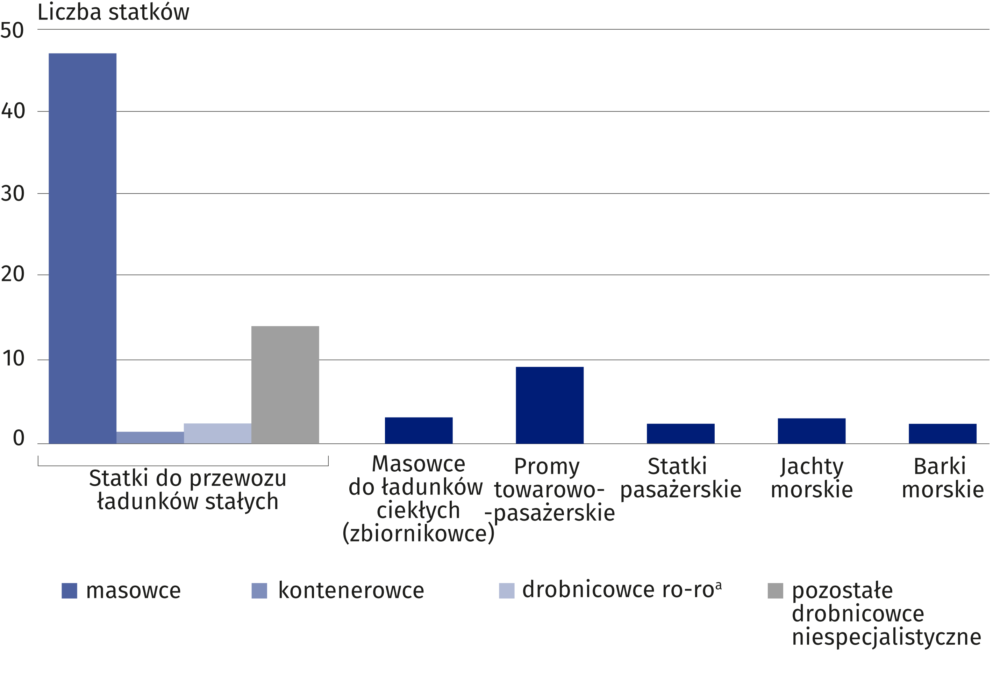 Liczba statków
50
40
30
20
10
0
Statki do przewozu
ładunków stałych
Masowce
do ładunków
ciekłych
(zbiornikowce)
Promy
towarowo-
-pasażerskie
Statki
pasażerskie
Jachty
morskie
Barki
morskie
masowce
kontenerowce
drobnicowce ro-roᵃ
pozostałe
drobnicowce
niespecjalistyczne